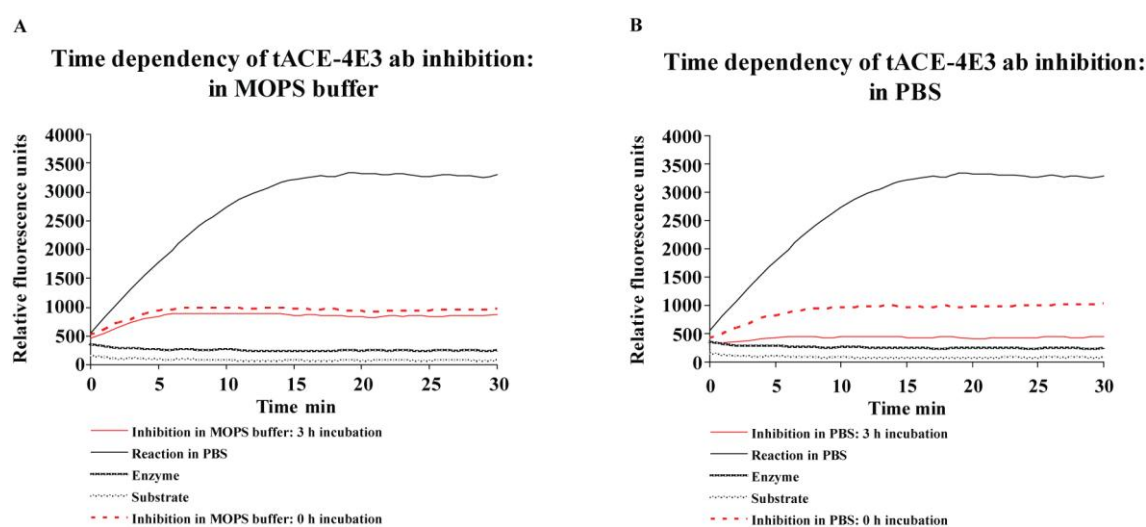 A
Time dependency of tACE-4E3 ab inhibition:
in MOPS buffer
Relative fluorescence units
4000
3500
3000
2500
2000
1500
1000
500
0
0 5 10 15 20 25 30
Time min
Inhibition in MOPS buffer: 3 h incubation
Reaction in PBS
Enzyme
Substrate
Inhibition in MOPS buffer: 0 h incubation
B
Time dependency of tACE-4E3 ab inhibition:
in PBS
Relative fluorescence units
4000
3500
3000
2500
2000
1500
1000
500
0
0 5 10 15 20 25 30
Time min
Inhibition in PBS: 3 h incubation
Reaction in PBS
Enzyme
Substrate
Inhibition in PBS: 0 h incubation